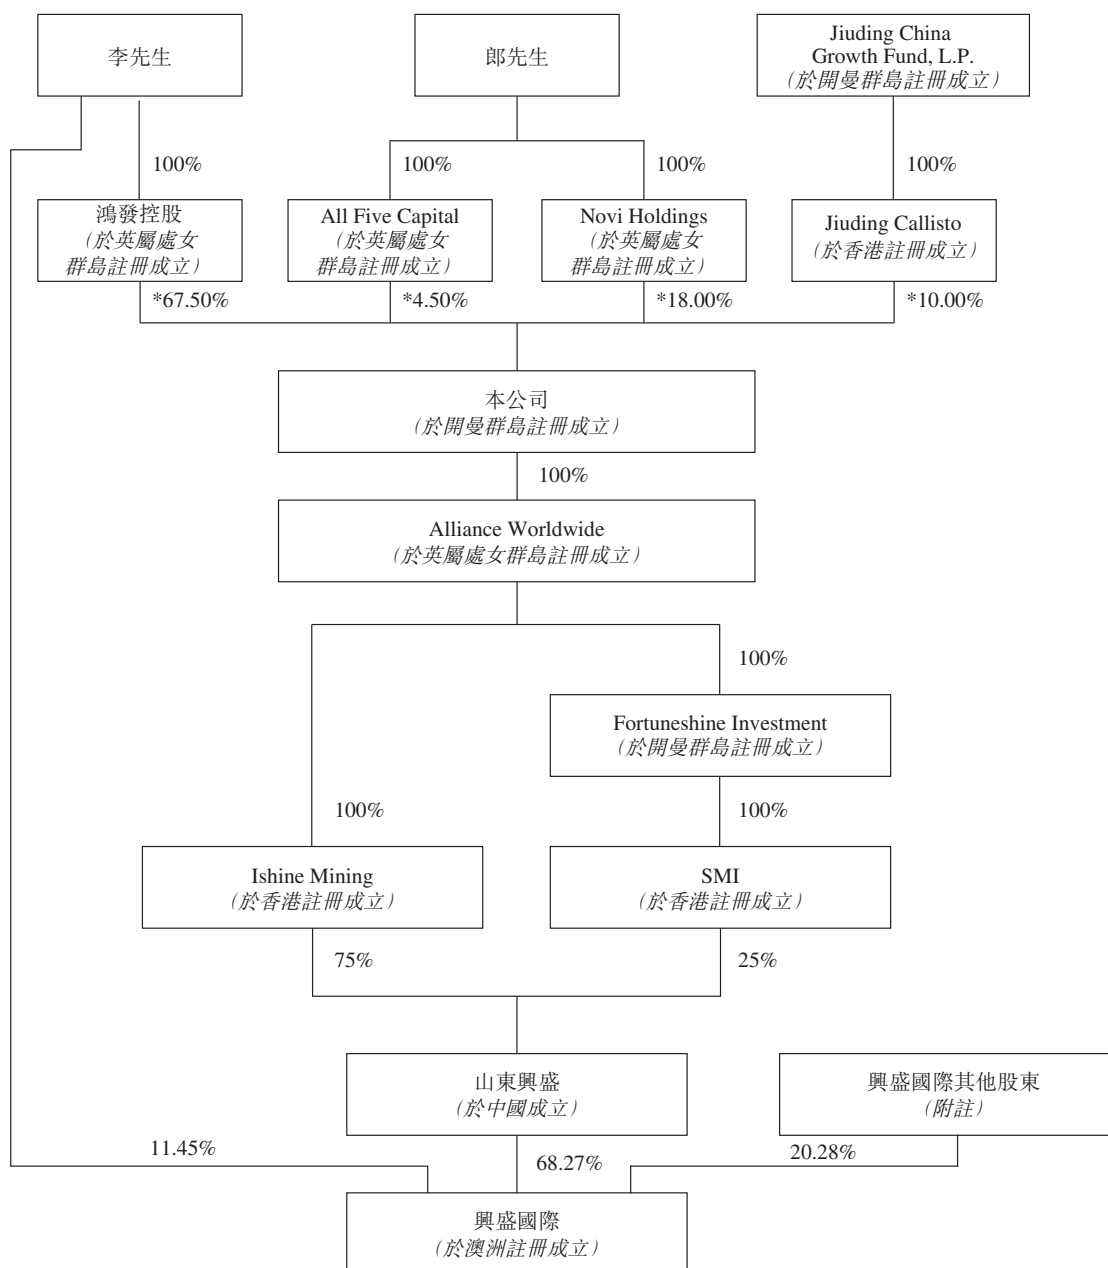 李先生
郎先生
Jiuding China
Growth Fund, L.P.
（於開曼群島註冊成立）
100%
100%
100%
100%
鴻發控股
（於英屬處女
群島註冊成立）
All Five Capital
（於英屬處女
群島註冊成立）
Novi Holdings
（於英屬處女
群島註冊成立）
Jiuding Callisto
（於香港註冊成立）
*67.50%
*4.50%
*18.00%
*10.00%
本公司
（於開曼群島註冊成立）
100%
Alliance Worldwide
（於英屬處女群島註冊成立）
100%
Fortuneshine Investment
（於開曼群島註冊成立）
100%
100%
Ishine Mining
（於香港註冊成立）
SMI
（於香港註冊成立）
75%
25%
山東興盛
（於中國成立）
興盛國際其他股東
（附註）
11.45%
68.27%
20.28%
興盛國際
（於澳洲註冊成立）